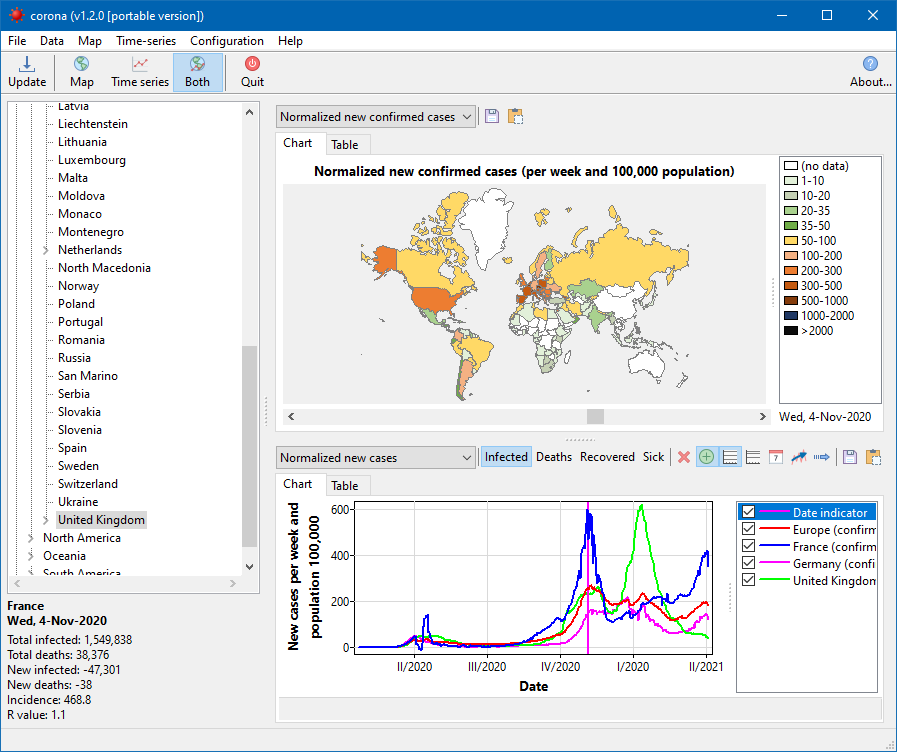 corona (v1.2.0 [portable version])
File Data Map Time-series Configuration Help
Update Map Time series Both Quit About...
Latvia
Liechtenstein
Lithuania
Luxembourg
Malta
Moldova
Monaco
Montenegro
Netherlands
North Macedonia
Norway
Poland
Portugal
Romania
Russia
San Marino
Serbia
Slovakia
Slovenia
Spain
Sweden
Switzerland
Ukraine
United Kingdom
North America
Oceania
South America
France
Wed, 4-Nov-2020
Total infected: 1,549,838
Total deaths: 38,376
New infected: -47,301
New deaths: -38
Incidence: 468.8
R value: 1.1
Normalized new confirmed cases
Chart Table
Normalized new confirmed cases (per week and 100,000 population)
(no data)
1-10
10-20
20-35
35-50
50-100
100-200
200-300
300-500
500-1000
1000-2000
>2000
Wed, 4-Nov-2020
Normalized new cases
Infected Deaths Recovered Sick
7
Chart Table
New cases per week and
population 100,000
600
400
200
0
II/2020 III/2020 IV/2020 I/2020 II/2021
Date
Date indicator
Europe (confirm
France (confirm
Germany (confi
United Kingdom